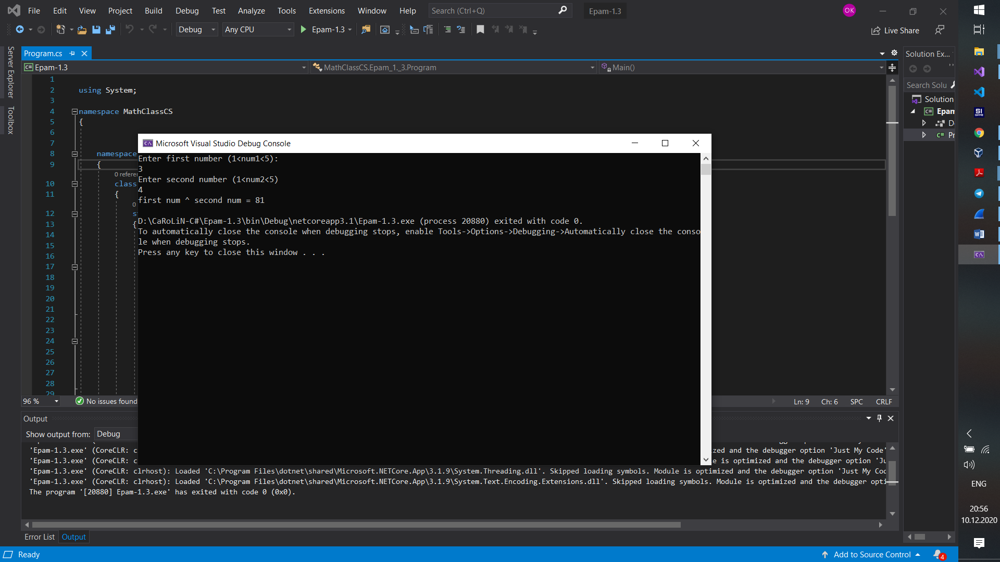 File Edit View Project Build Debug Test Analyze Tools Extensions Window Help Search (Ctrl+Q) Epam-1.3 OK
Debug Any CPU Epam-1.3 Live Share
Server Explorer
Toolbox
Program.cs
Epam-1.3 MathClassCS.Epam_1._3.Program Main()
1
2 using System;
3
4 namespace MathClassCS
5 {
6
7
8 namespace
9 {
0 referen
10 class
11 {
0
12 st
13 {
14
15
16
17
18
19
20
21
22
23
24
25
26
27
28
29
96 % No issues found Ln: 9 Ch: 6 SPC CRLF
Microsoft Visual Studio Debug Console
Enter first number (1<num1<5):
3
Enter second number (1<num2<5)
4
first num ^ second num = 81
D:\CaRoLiN-C#\Epam-1.3\bin\Debug\netcoreapp3.1\Epam-1.3.exe (process 20880) exited with code 0.
To automatically close the console when debugging stops, enable Tools->Options->Debugging->Automatically close the conso
le when debugging stops.
Press any key to close this window . . .
Output
Show output from: Debug
'Epam-1.3.exe' (CoreCLR: c zed and the debugger option 'Just My Code'
'Epam-1.3.exe' (CoreCLR: c e is optimized and the debugger option 'Ju
'Epam-1.3.exe' (CoreCLR: clrhost): Loaded 'C:\Program Files\dotnet\shared\Microsoft.NETCore.App\3.1.9\System.Threading.dll'. Skipped loading symbols. Module is optimized and the debugger option 'Just My Cod
'Epam-1.3.exe' (CoreCLR: clrhost): Loaded 'C:\Program Files\dotnet\shared\Microsoft.NETCore.App\3.1.9\System.Text.Encoding.Extensions.dll'. Skipped loading symbols. Module is optimized and the debugger opti
The program '[20880] Epam-1.3.exe' has exited with code 0 (0x0).
Error List Output
Ready Add to Source Control 4
Solution Ex...
Search Solu
Solution
C# Epam
D
C# Pr
SI GAME
ENG
20:56
10.12.2020